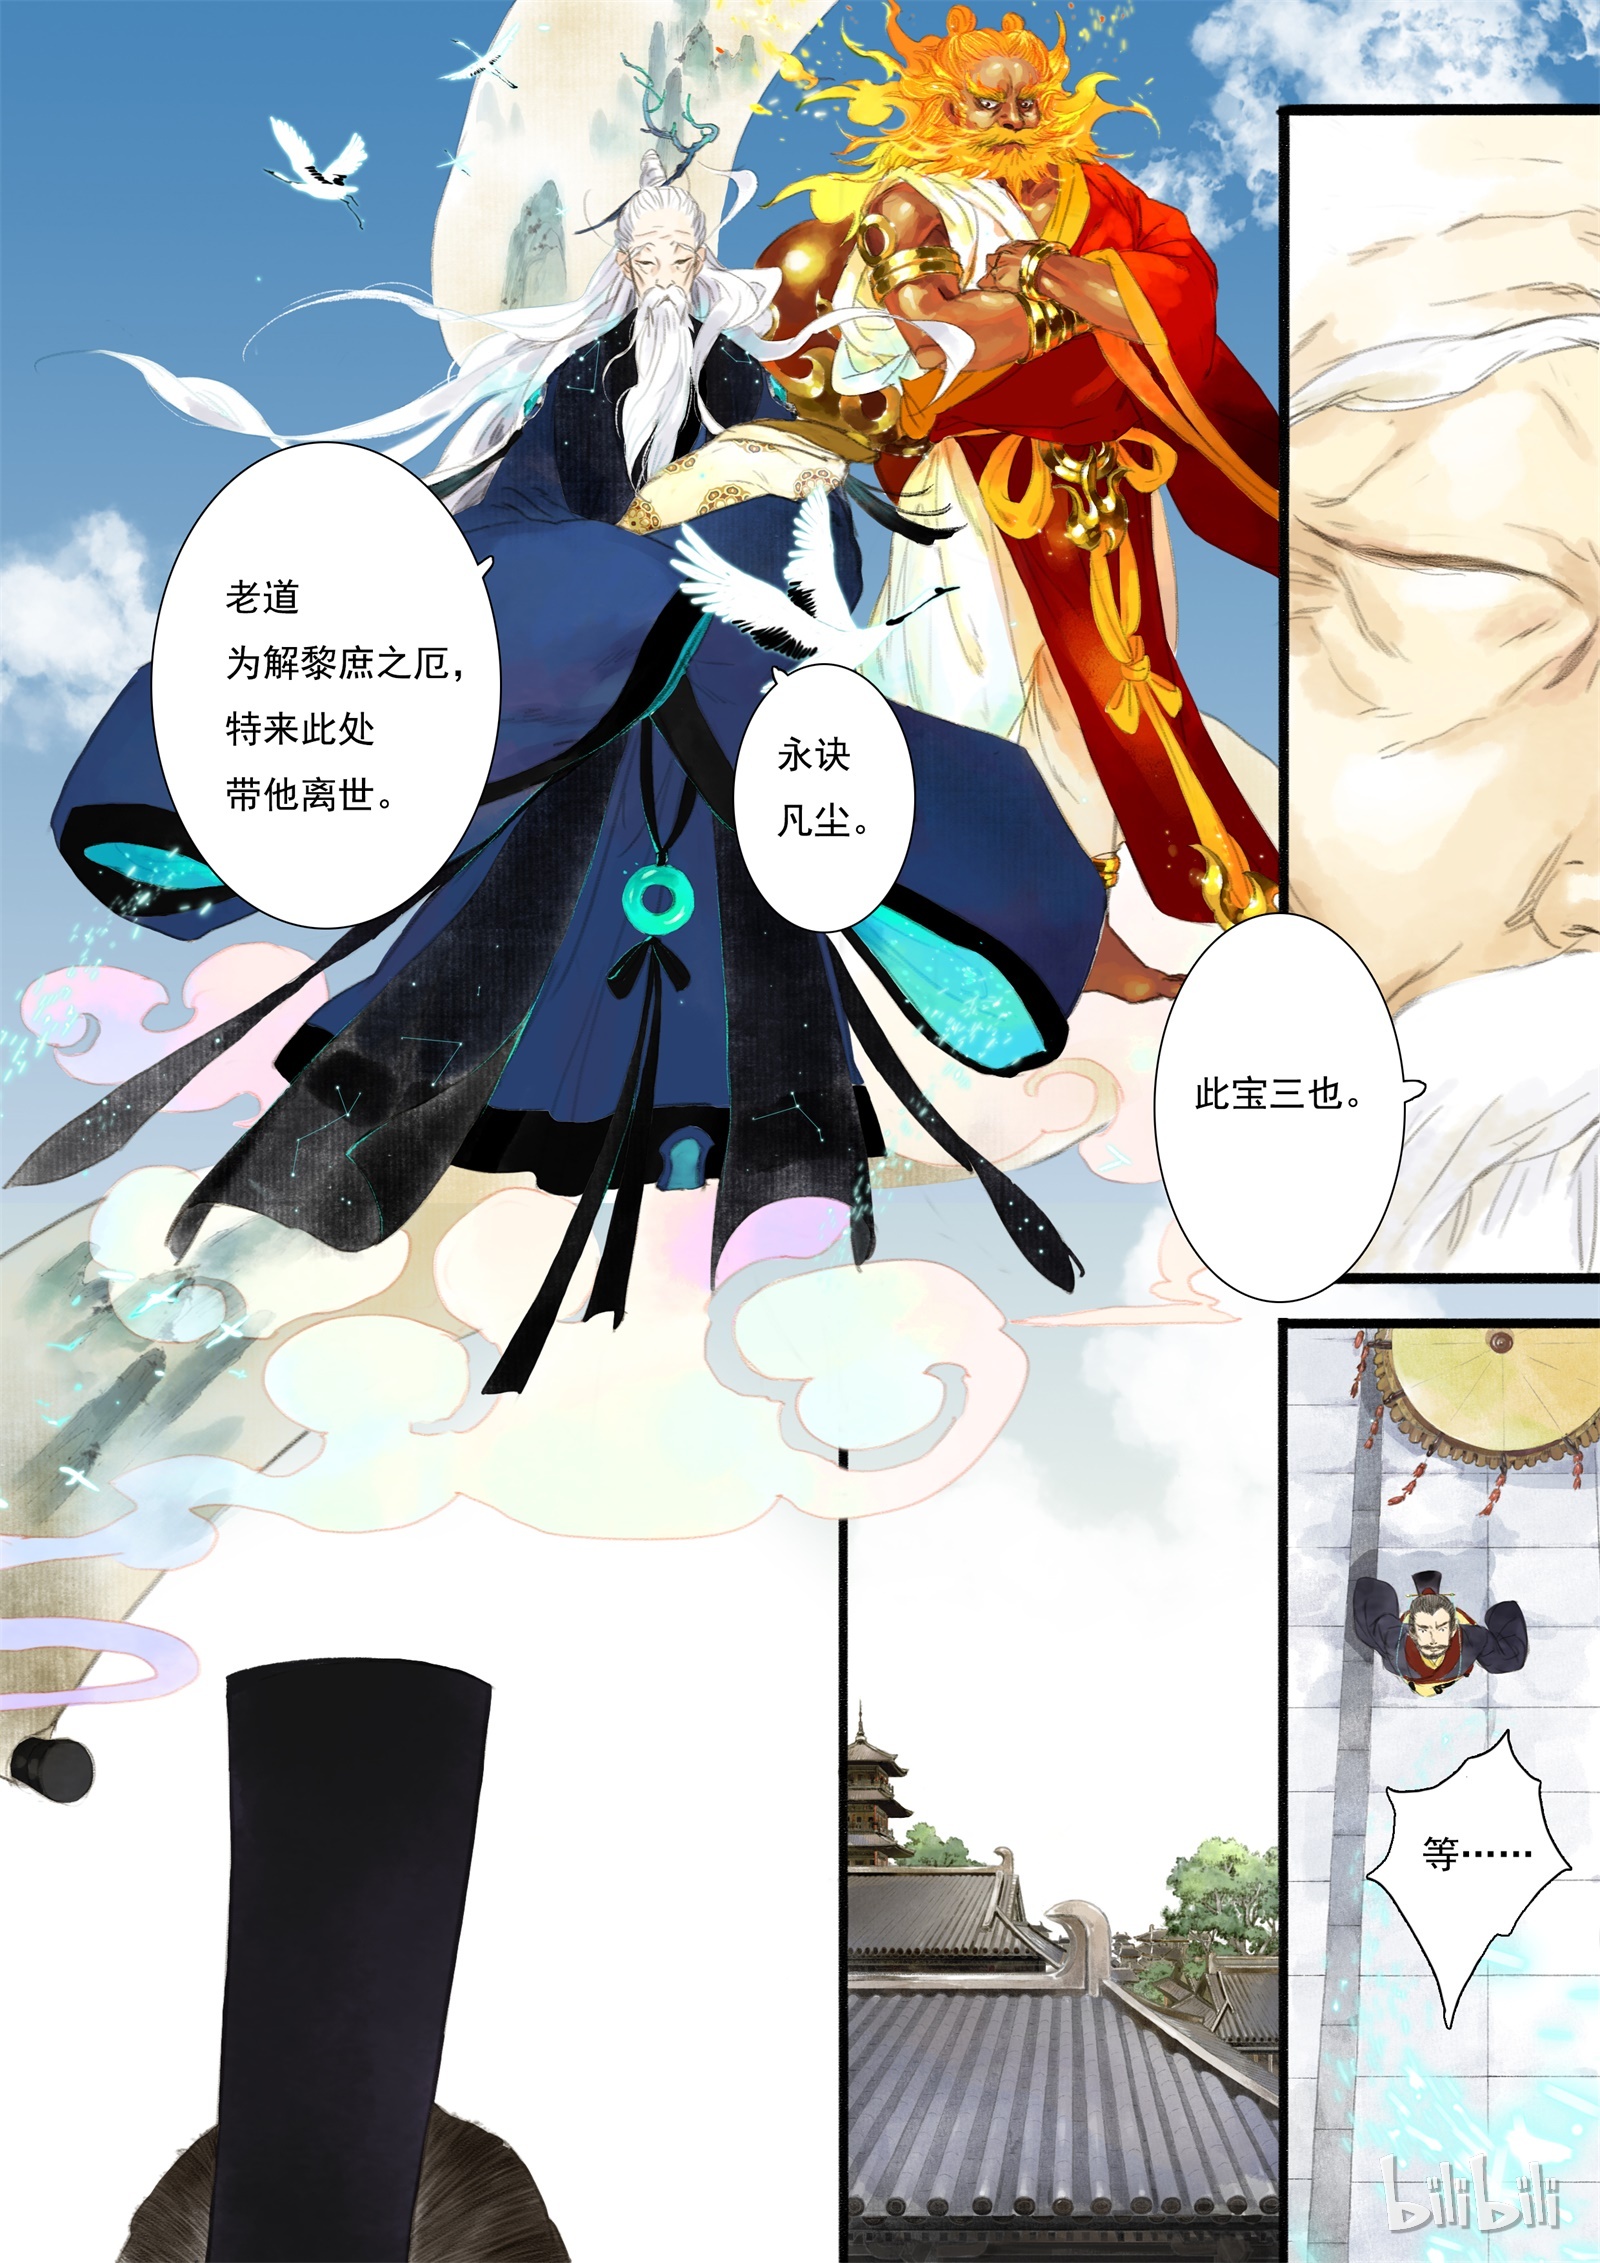 此宝三也。
老道
为解黎庶之厄，
特来此处
带他离世。
永诀
凡尘。
等……
bilibili